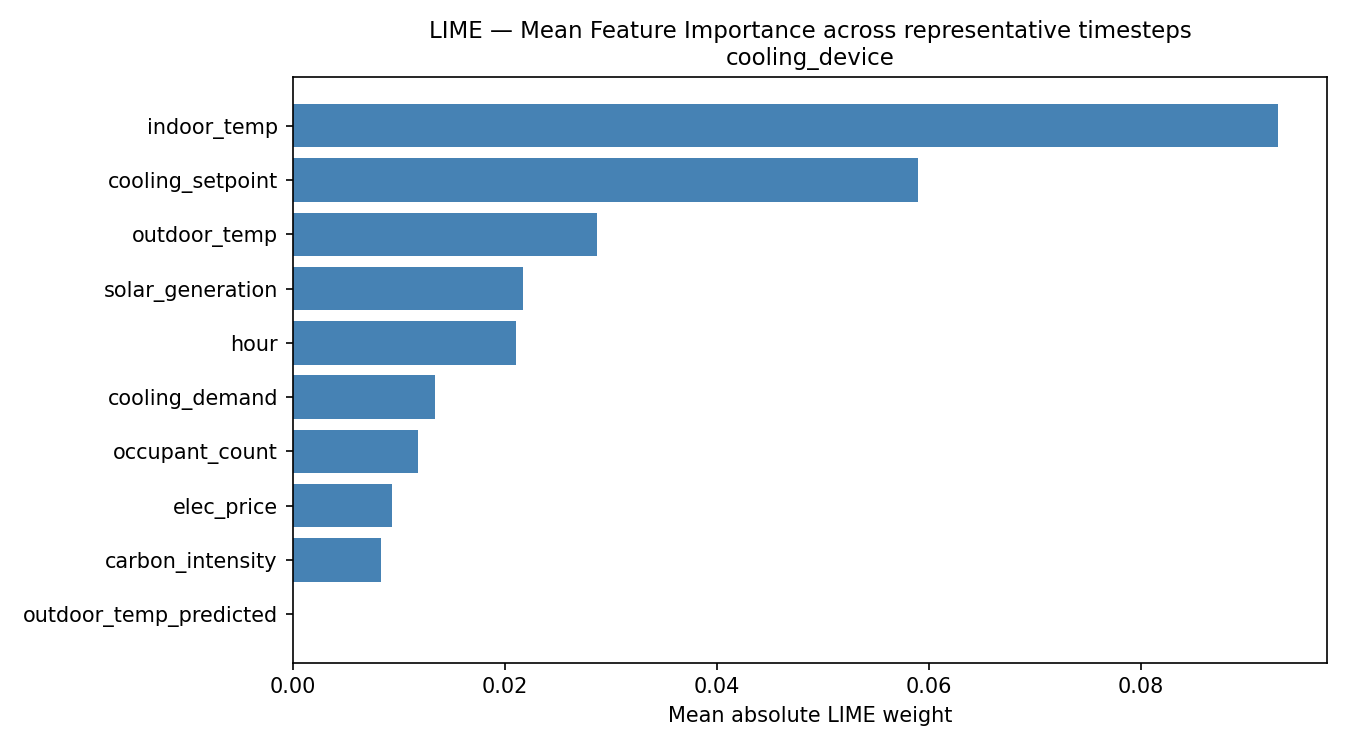 LIME — Mean Feature Importance across representative timesteps
cooling_device
indoor_temp
cooling_setpoint
outdoor_temp
solar_generation
hour
cooling_demand
occupant_count
elec_price
carbon_intensity
outdoor_temp_predicted
0.00 0.02 0.04 0.06 0.08
Mean absolute LIME weight